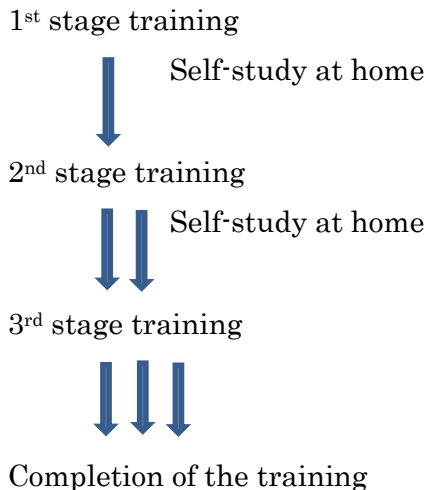 1st stage training
Self-study at home
2nd stage training
Self-study at home
3rd stage training
Completion of the training